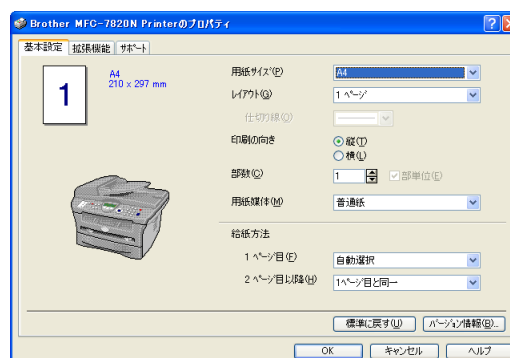 Brother MFC-7820N Printerのプロパティ
基本設定 拡張機能 サポート
1
A4
210 x 297 mm
用紙サイズ(P) A4
レイアウト(G) 1 ページ
仕切り線(O)
印刷の向き 縦(T)
横(L)
部数(C) 1 部単位(E)
用紙媒体(M) 普通紙
給紙方法
1 ページ目(F) 自動選択
2 ページ目以降(H) 1ページ目と同一
標準に戻す(U) バージョン情報(B)...
OK キャンセル ヘルプ